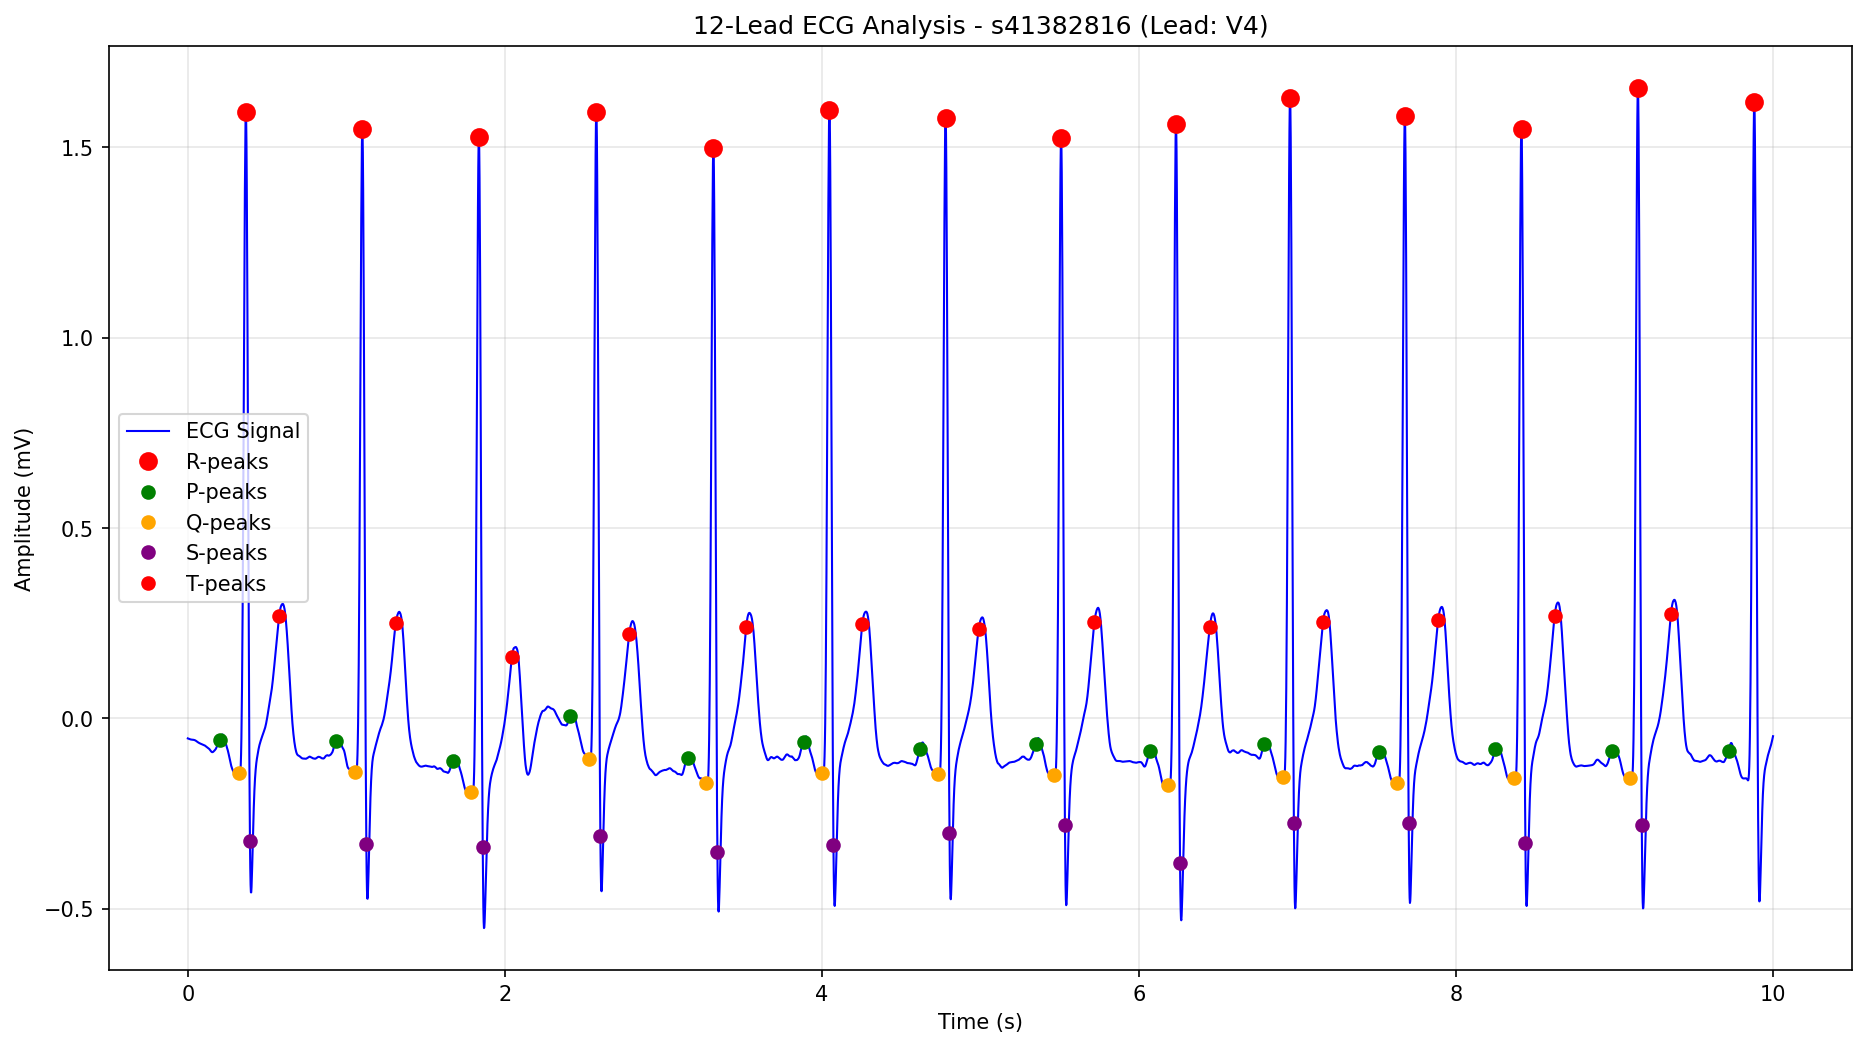 12-Lead ECG Analysis - s41382816 (Lead: V4)
Amplitude (mV)
1.5
1.0
0.5
0.0
−0.5
ECG Signal
R-peaks
P-peaks
Q-peaks
S-peaks
T-peaks
0 2 4 6 8 10
Time (s)